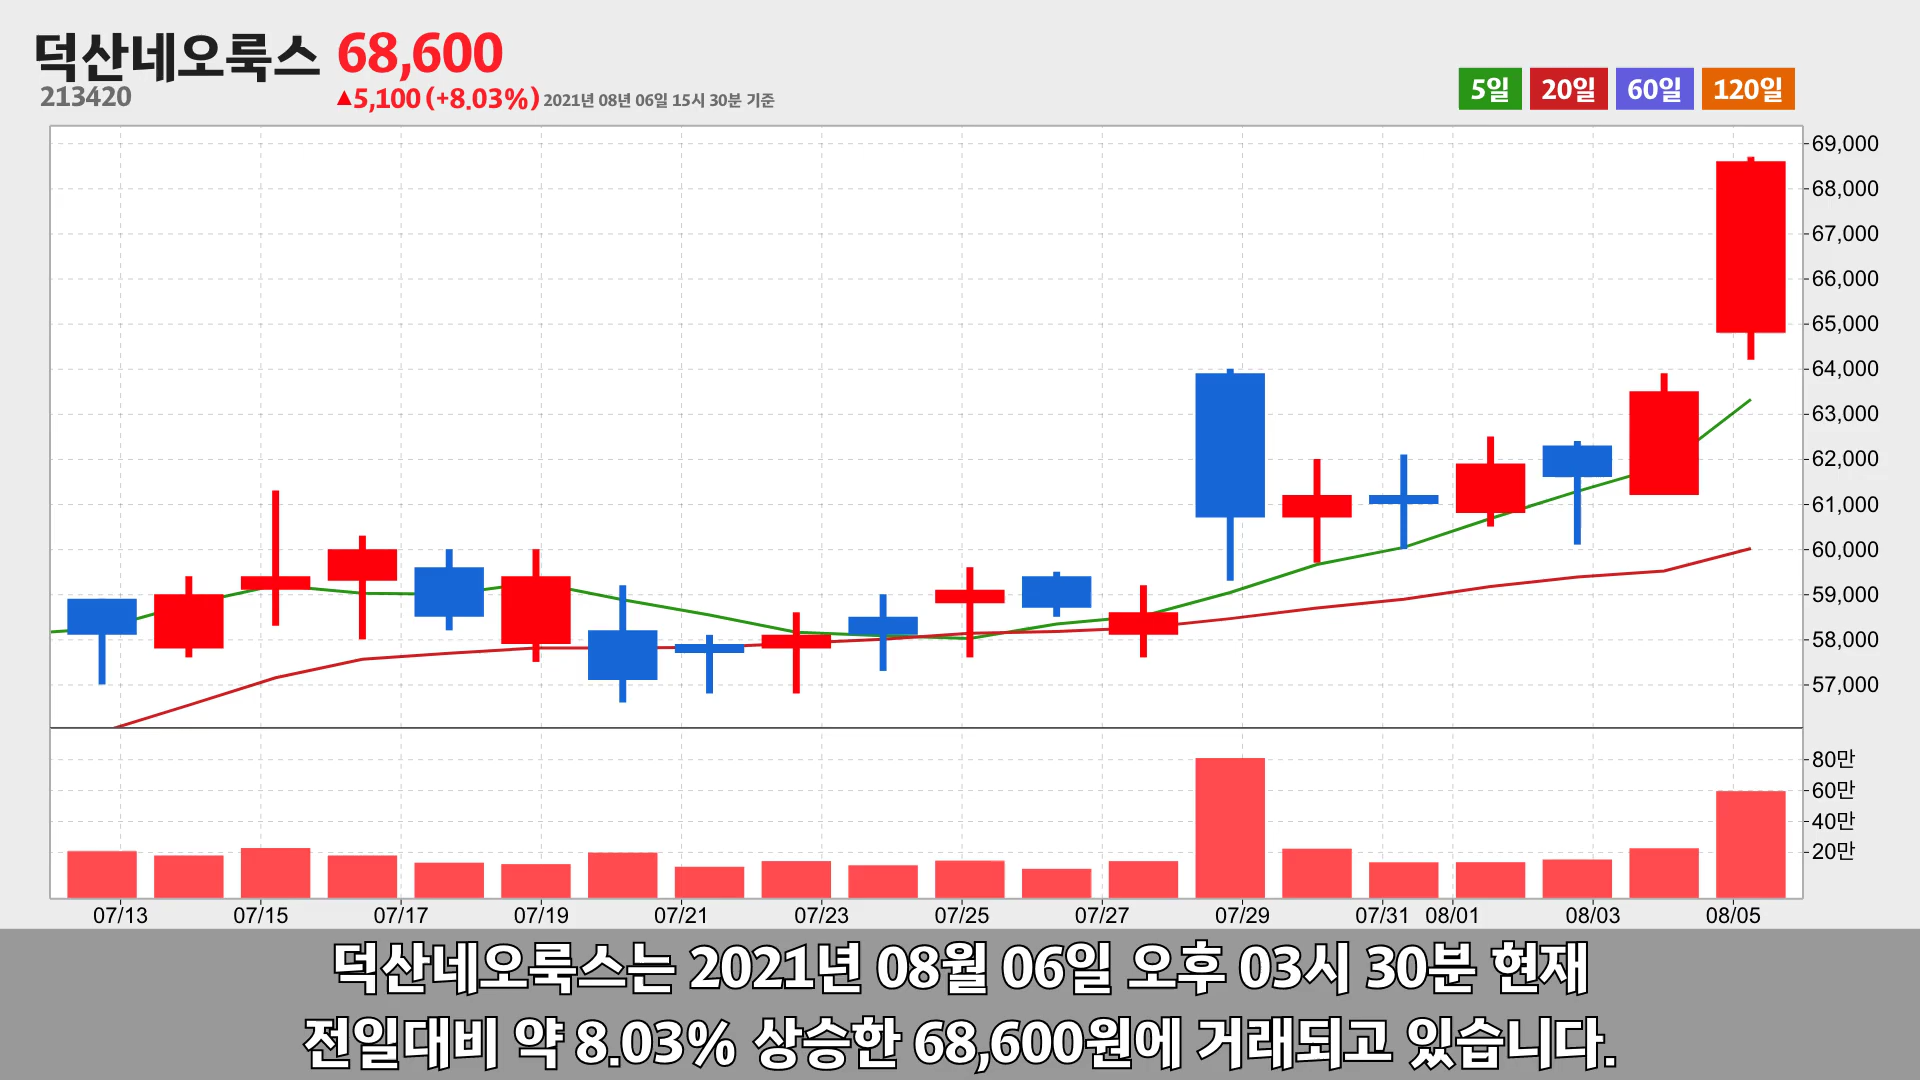 덕산네오룩스 68,600
213420 ▲5,100 (+8.03%) 2021년 08년 06일 15시 30분 기준
5일 20일 60일 120일
69,000
68,000
67,000
66,000
65,000
64,000
63,000
62,000
61,000
60,000
59,000
58,000
57,000
80만
60만
40만
20만
07/13 07/15 07/17 07/19 07/21 07/23 07/25 07/27 07/29 07/31 08/01 08/03 08/05
덕산네오룩스는 2021년 08월 06일 오후 03시 30분 현재
전일대비 약 8.03% 상승한 68,600원에 거래되고 있습니다.